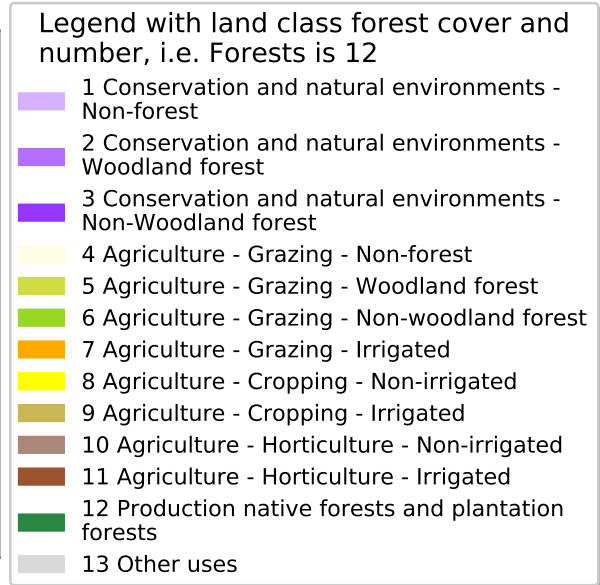 Legend with land class forest cover and
number, i.e. Forests is 12
1 Conservation and natural environments -
Non-forest
2 Conservation and natural environments -
Woodland forest
3 Conservation and natural environments -
Non-Woodland forest
4 Agriculture - Grazing - Non-forest
5 Agriculture - Grazing - Woodland forest
6 Agriculture - Grazing - Non-woodland forest
7 Agriculture - Grazing - Irrigated
8 Agriculture - Cropping - Non-irrigated
9 Agriculture - Cropping - Irrigated
10 Agriculture - Horticulture - Non-irrigated
11 Agriculture - Horticulture - Irrigated
12 Production native forests and plantation
forests
13 Other uses